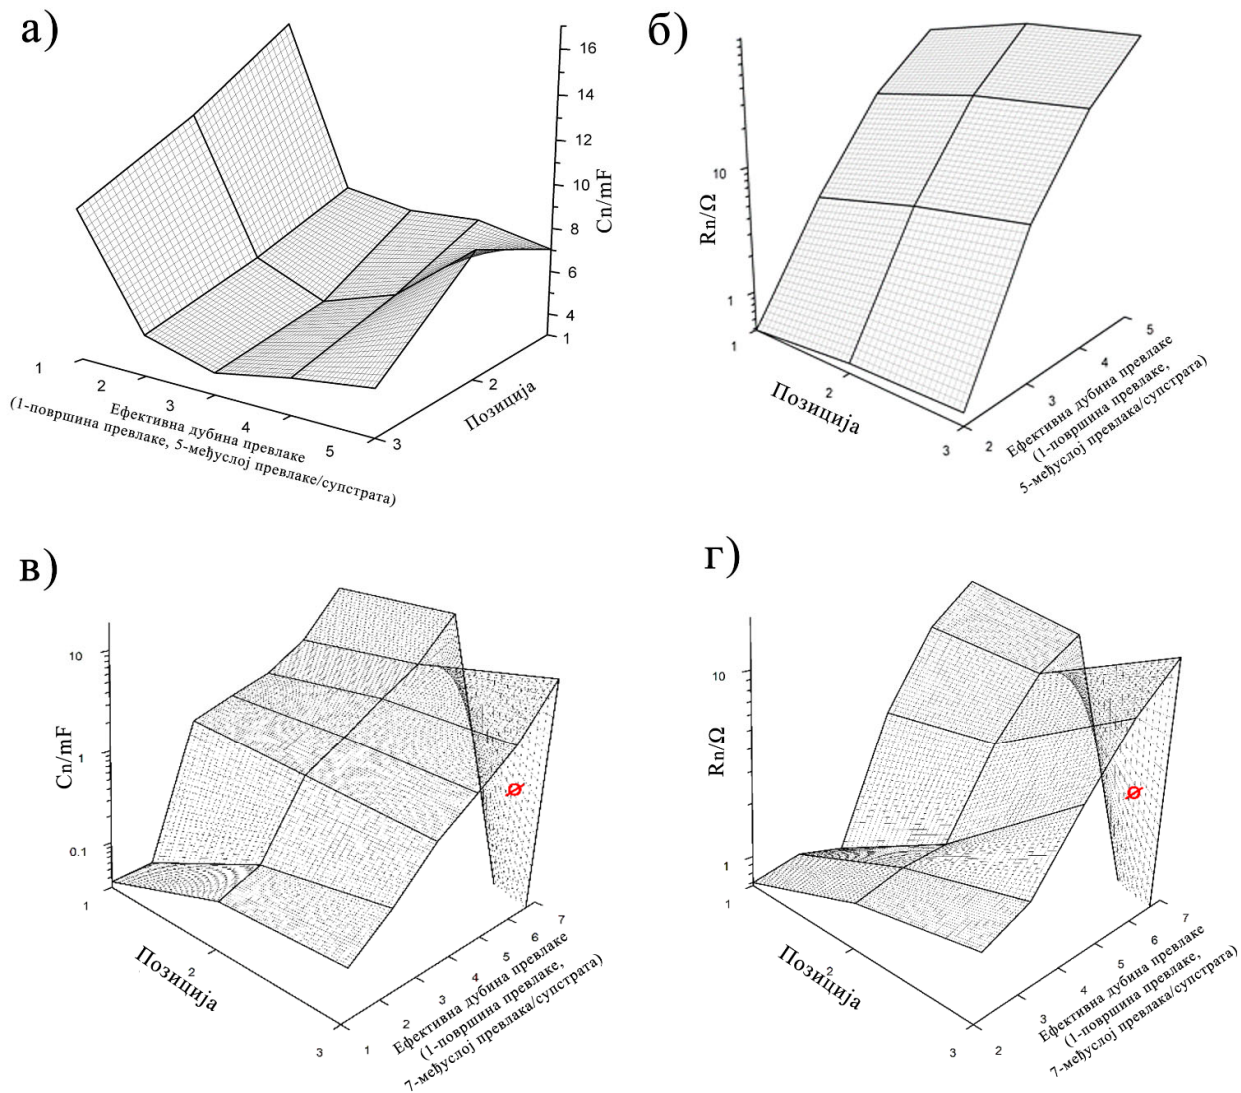 а)
16
14
12
10
8
6
4
Cп/mF
1
2
3
Позиција
1
2
3
4
5
Ефективна дубина превлаке
(1-површина превлаке, 5-међуслој превлаке/супстрата)
б)
10
1
Rп/Ω
1
2
3
Позиција
2
3
4
5
Ефективна дубина превлаке
(1-површина превлаке,
5-међуслој превлака/супстрата)
в)
10
1
0.1
Cп/mF
1
2
3
Позиција
1
2
3
4
5
6
7
Ефективна дубина превлаке
(1-површина превлаке,
7-међуслој превлака/супстрата)
ø
г)
10
1
Rп/Ω
1
2
3
Позиција
2
3
4
5
6
7
Ефективна дубина превлаке
(1-површина превлаке,
7-међуслој превлака/супстрата)
ø